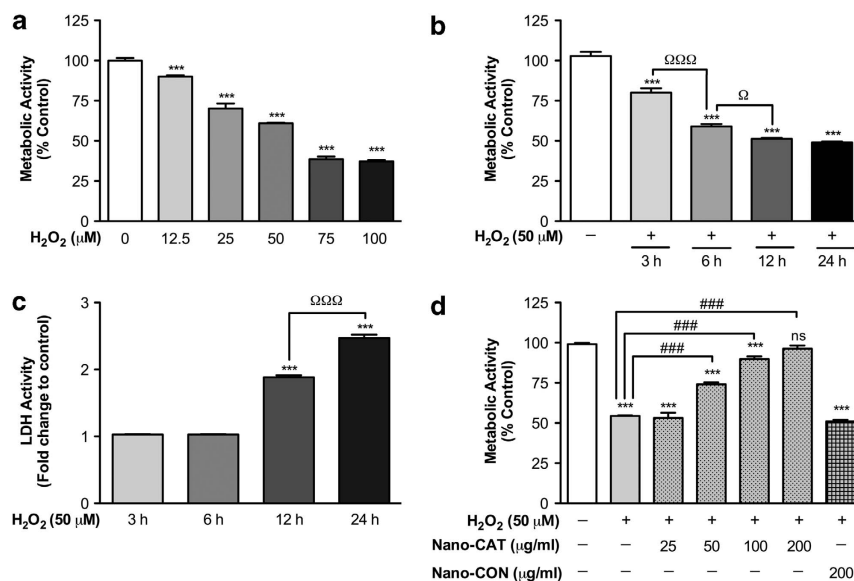 a
Metabolic Activity
(% Control)
125
100
75
50
25
0
***
***
***
***
***
H₂O₂ (μM)
0 12.5 25 50 75 100
b
Metabolic Activity
(% Control)
125
100
75
50
25
0
ΩΩΩ
Ω
***
***
***
***
H₂O₂ (50 μM) – + + + +
3 h 6 h 12 h 24 h
c
LDH Activity
(Fold change to control)
3
2
1
0
ΩΩΩ
***
***
H₂O₂ (50 μM) 3 h 6 h 12 h 24 h
d
Metabolic Activity
(% Control)
125
100
75
50
25
0
###
###
###
***
***
***
***
ns
***
H₂O₂ (50 μM) – + + + + + +
Nano-CAT (μg/ml) – – 25 50 100 200 –
Nano-CON (μg/ml) – – – – – – 200